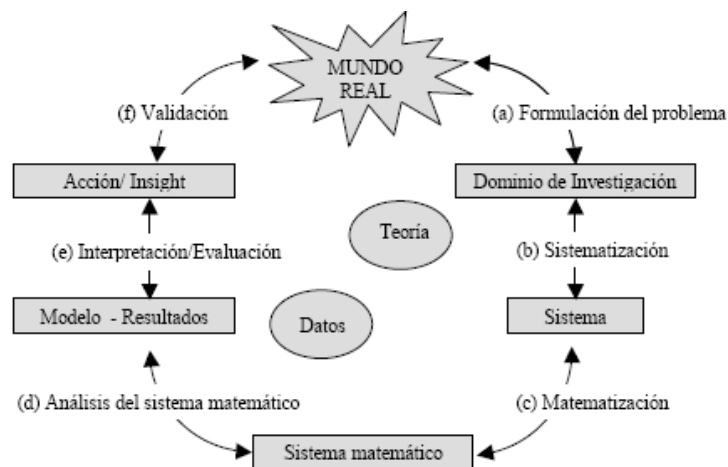 MUNDO
REAL
(f) Validación
(a) Formulación del problema
Acción/ Insight
Dominio de Investigación
Teoría
(e) Interpretación/Evaluación
(b) Sistematización
Modelo - Resultados
Datos
Sistema
(d) Análisis del sistema matemático
(c) Matematización
Sistema matemático